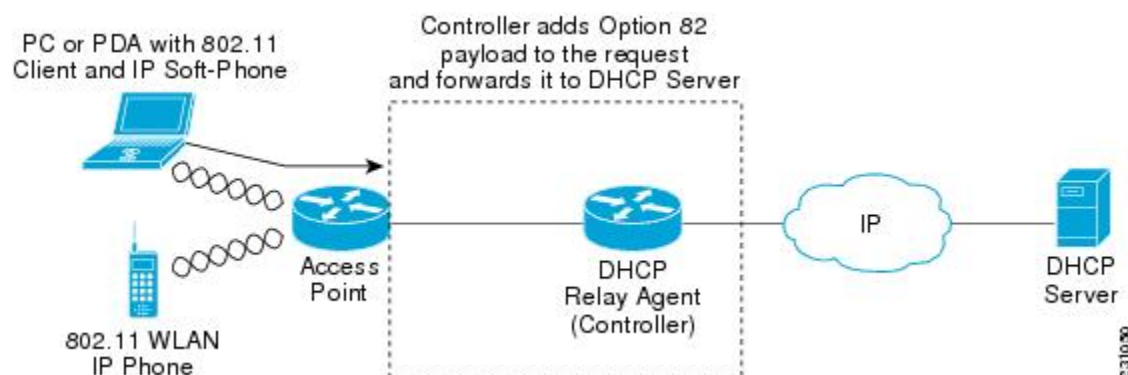 Controller adds Option 82
payload to the request
and forwards it to DHCP Server
PC or PDA with 802.11
Client and IP Soft-Phone
Access
Point
DHCP
Relay Agent
(Controller)
IP
DHCP
Server
802.11 WLAN
IP Phone
231050